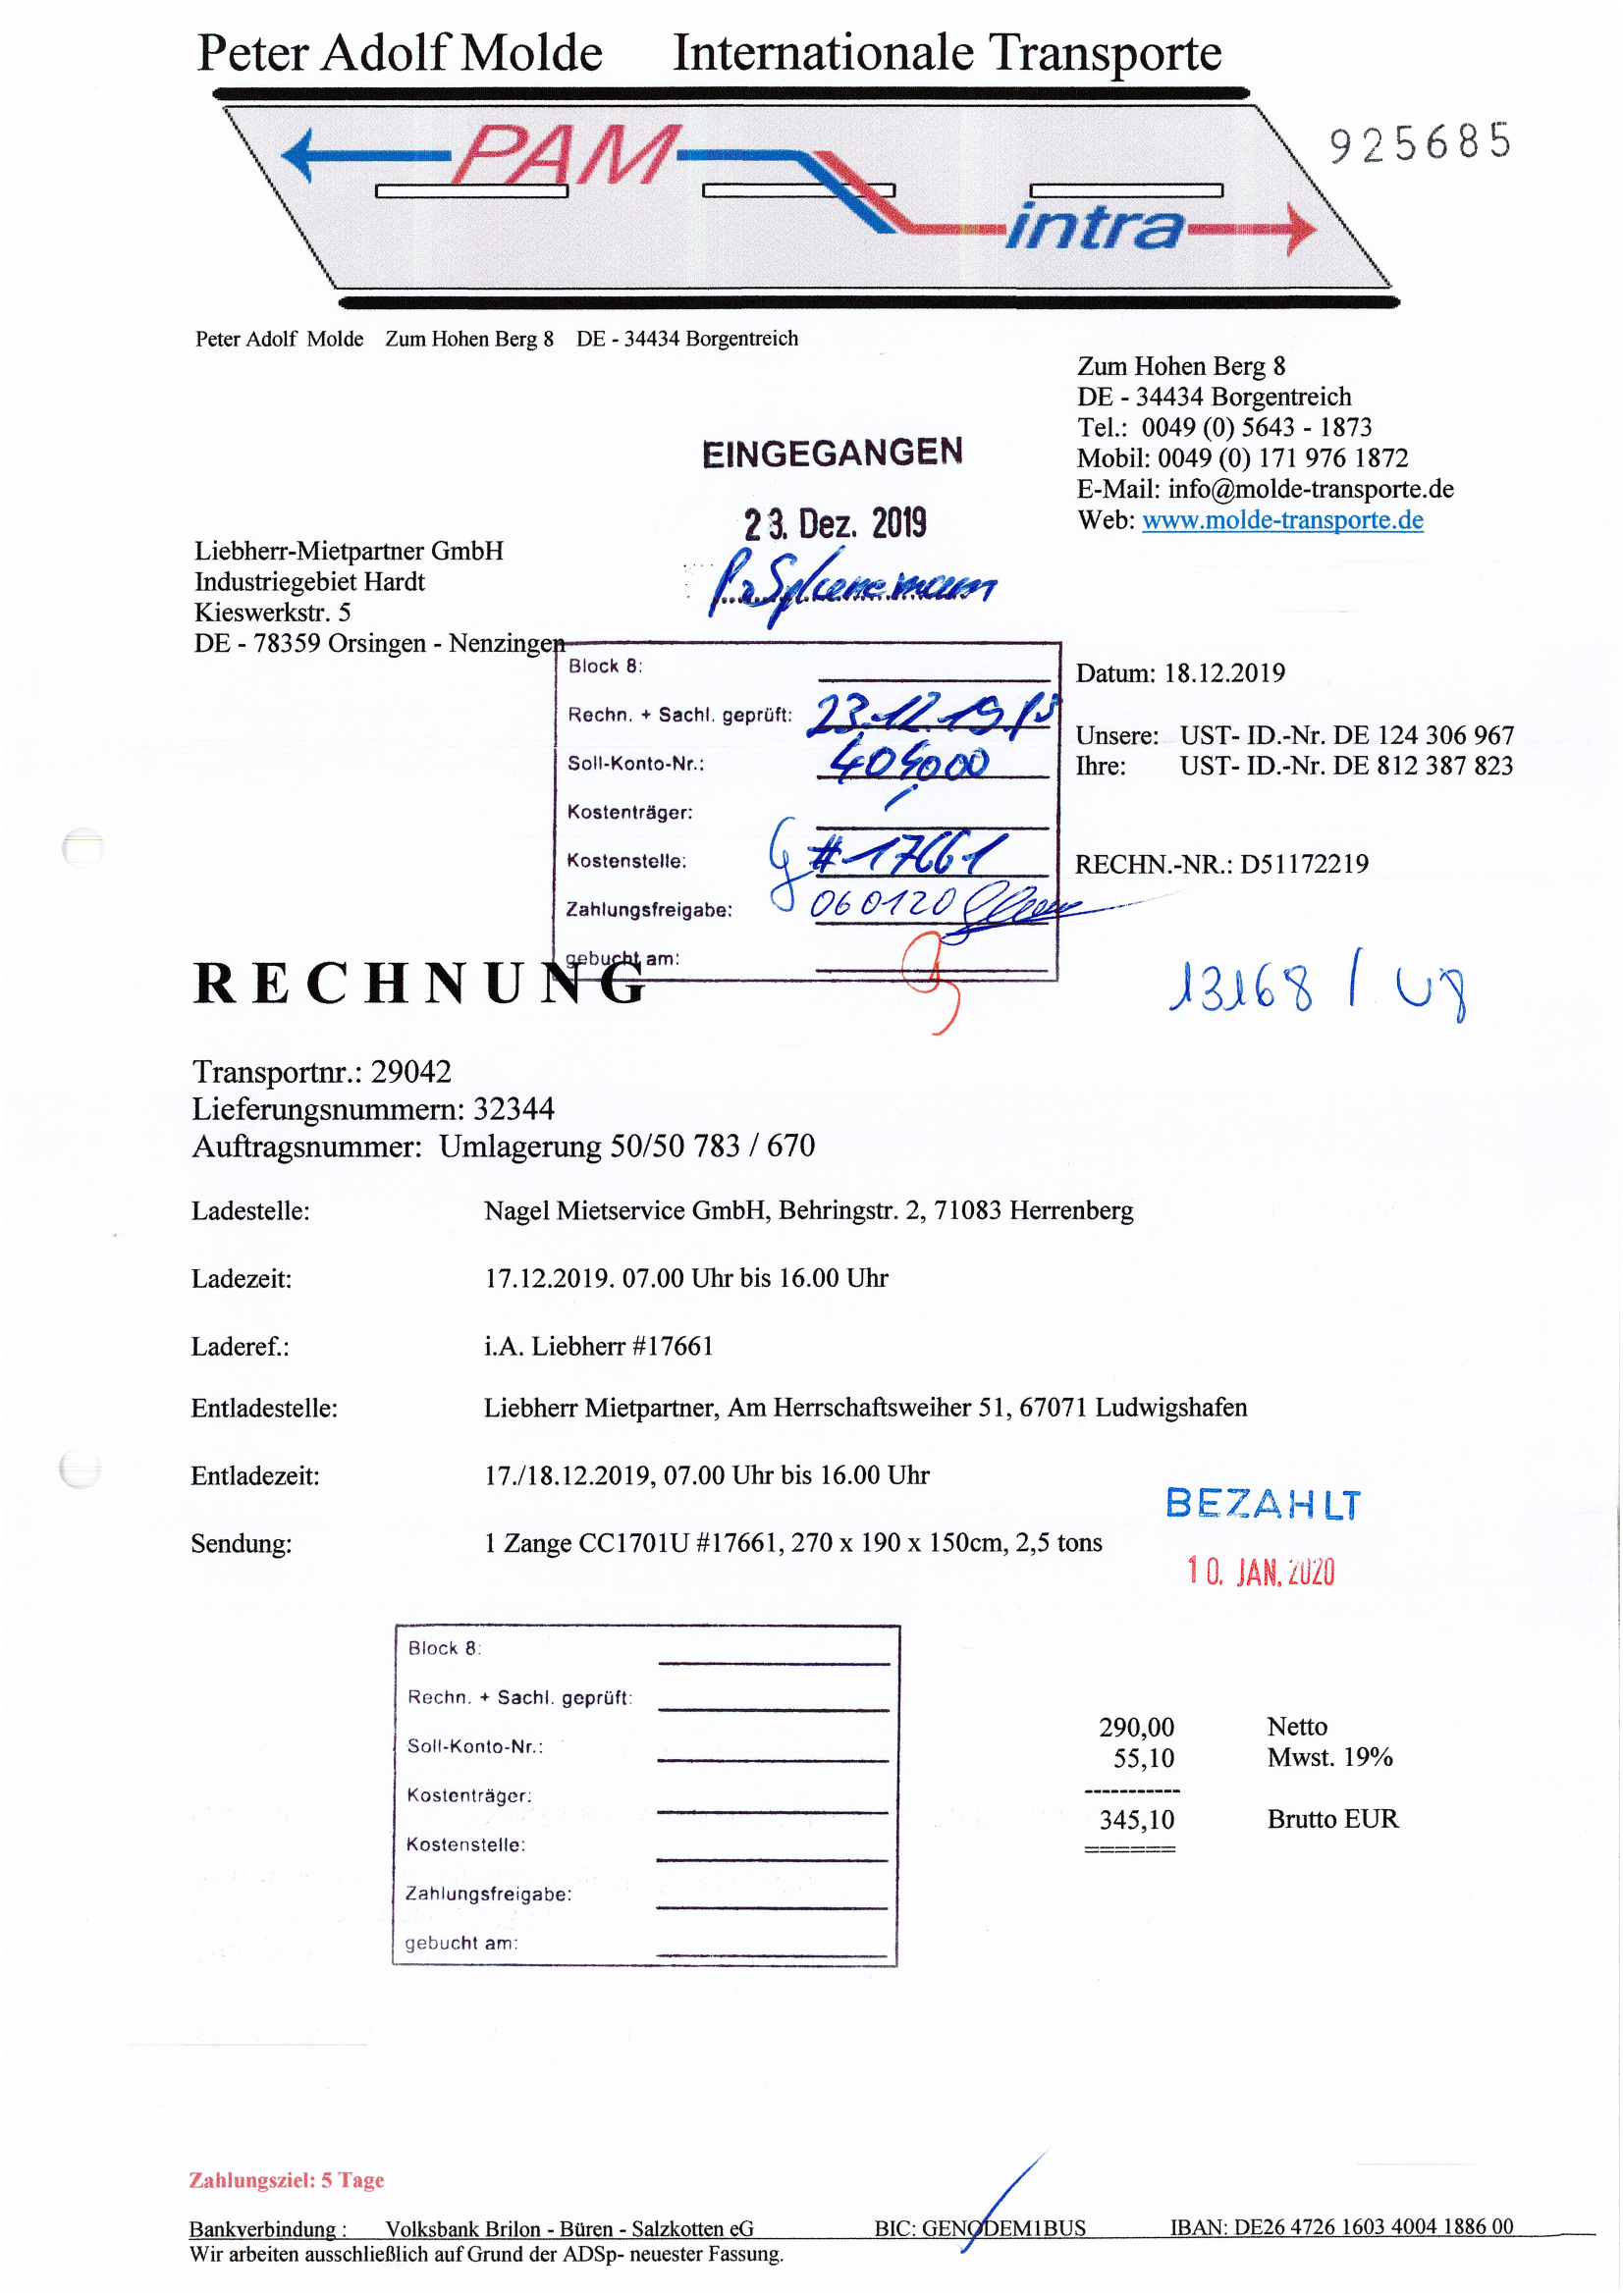 Peter Adolf Molde Internationale Transporte
PAM
intra
925685
Peter Adolf Molde Zum Hohen Berg 8 DE - 34434 Borgentreich
Zum Hohen Berg 8
DE - 34434 Borgentreich
Tel.: 0049 (0) 5643 - 1873
Mobil: 0049 (0) 171 976 1872
E-Mail: info@molde-transporte.de
Web: www.molde-transporte.de
EINGEGANGEN
23. Dez. 2019
Liebherr-Mietpartner GmbH
Industriegebiet Hardt
Kieswerkstr. 5
DE - 78359 Orsingen - Nenzingen
Block 8:
Rechn. + Sachl. geprüft: 23.12.19
Soll-Konto-Nr.: 404000
Kostenträger:
Kostenstelle: #17661
Zahlungsfreigabe: 060120
gebucht am:
Datum: 18.12.2019
Unsere: UST- ID.-Nr. DE 124 306 967
Ihre: UST- ID.-Nr. DE 812 387 823
RECHN.-NR.: D51172219
RECHNUNG
13168 /
Transportnr.: 29042
Lieferungsnummern: 32344
Auftragsnummer: Umlagerung 50/50 783 / 670
Ladestelle: Nagel Mietservice GmbH, Behringstr. 2, 71083 Herrenberg
Ladezeit: 17.12.2019. 07.00 Uhr bis 16.00 Uhr
Laderef.: i.A. Liebherr #17661
Entladestelle: Liebherr Mietpartner, Am Herrschaftsweiher 51, 67071 Ludwigshafen
Entladezeit: 17./18.12.2019, 07.00 Uhr bis 16.00 Uhr
Sendung: 1 Zange CC1701U #17661, 270 x 190 x 150cm, 2,5 tons
BEZAHLT
10. JAN. 2020
Block 8:
Rechn. + Sachl. geprüft:
Soll-Konto-Nr.:
Kostenträger:
Kostenstelle:
Zahlungsfreigabe:
gebucht am:
290,00 Netto
55,10 Mwst. 19%
-----------
345,10 Brutto EUR
=======
Zahlungsziel: 5 Tage
Bankverbindung : Volksbank Brilon - Büren - Salzkotten eG BIC: GENODEM1BUS IBAN: DE26 4726 1603 4004 1886 00
Wir arbeiten ausschließlich auf Grund der ADSp- neuester Fassung.